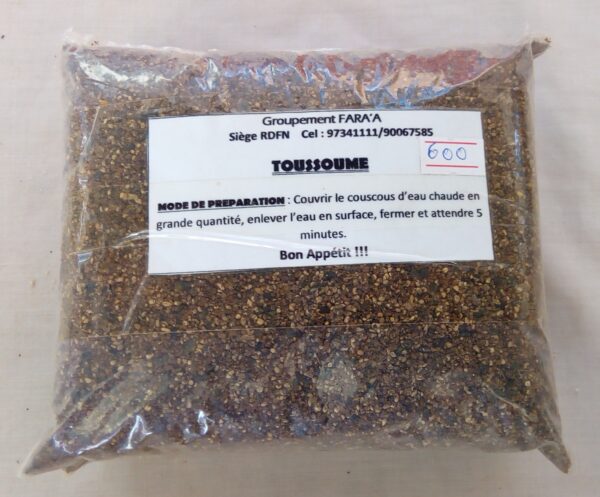 Groupement FARA'A
Siège RDFN Cel : 97341111/90067585
TOUSSOUME
600
MODE DE PREPARATION : Couvrir le couscous d'eau chaude en
grande quantité, enlever l'eau en surface, fermer et attendre 5
minutes.
Bon Appétit !!!